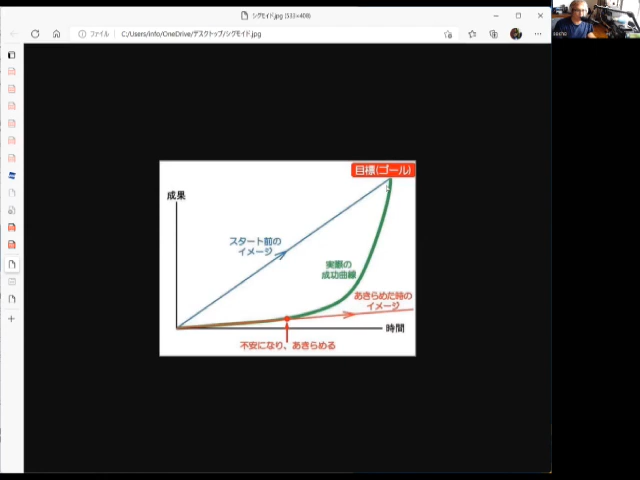 シグモイド.jpg (533×408)
ファイル
C:/Users/info/OneDrive/デスクトップ/シグモイド.jpg
目標(ゴール)
成果
スタート前の
イメージ
実際の
成功曲線
あきらめた時の
イメージ
時間
不安になり、あきらめる